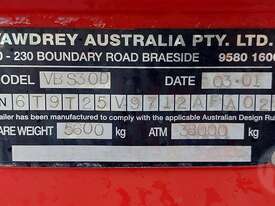 AWDREY AUSTRALIA PTY. LTD.
0 - 230 BOUNDARY ROAD BRAESIDE 9580 1600
MODEL VBS30D DATE 03-01
N 6T9T25V9712AFA02
ARE WEIGHT 5600 kg ATM 38000 kg
ailer has been manufactured to comply with the applicable Australian Design Ru